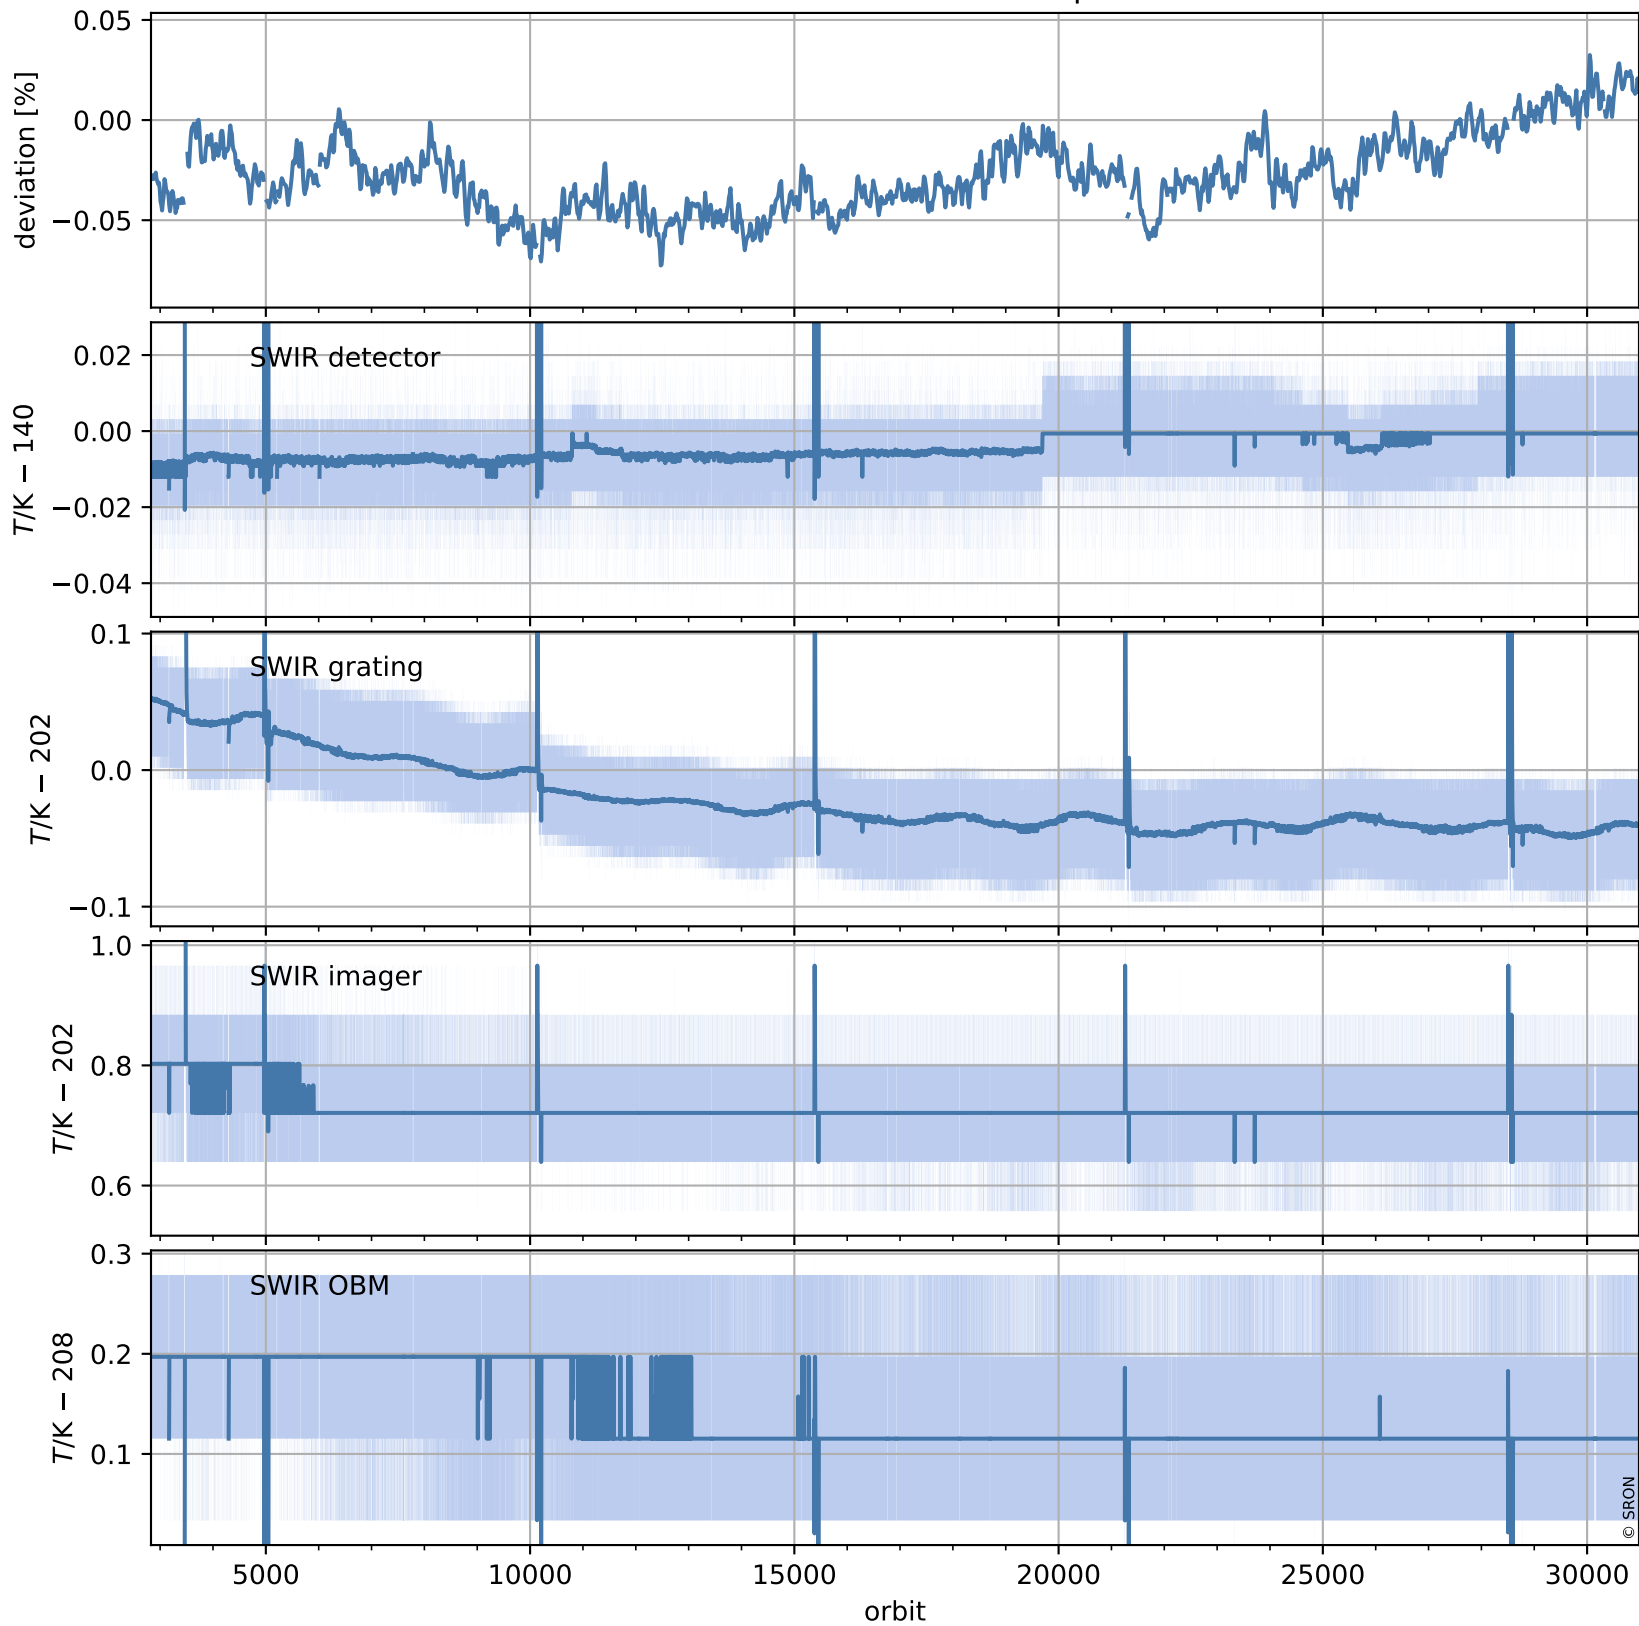 0.05
0.00
−0.05
deviation [%]
SWIR detector
0.02
0.00
−0.02
−0.04
T/K − 140
SWIR grating
0.1
0.0
−0.1
T/K − 202
SWIR imager
1.0
0.8
0.6
T/K − 202
SWIR OBM
0.3
0.2
0.1
T/K − 208
© SRON
5000 10000 15000 20000 25000 30000
orbit